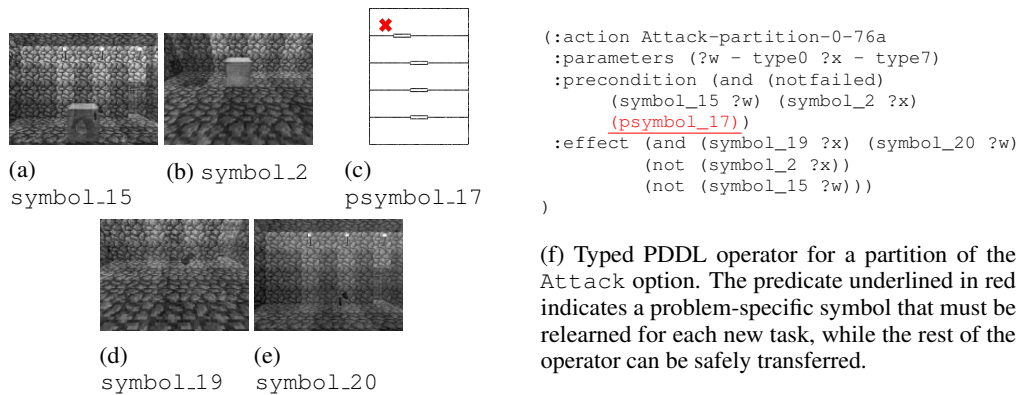 (a)
symbol_15
(b) symbol_2
(c)
psymbol_17
(d)
symbol_19
(e)
symbol_20
(:action Attack-partition-0-76a
:parameters (?w - type0 ?x - type7)
:precondition (and (notfailed)
(symbol_15 ?w) (symbol_2 ?x)
(psymbol_17))
:effect (and (symbol_19 ?x) (symbol_20 ?w)
(not (symbol_2 ?x))
(not (symbol_15 ?w)))
)
(f) Typed PDDL operator for a partition of the
Attack option. The predicate underlined in red
indicates a problem-specific symbol that must be
relearned for each new task, while the rest of the
operator can be safely transferred.